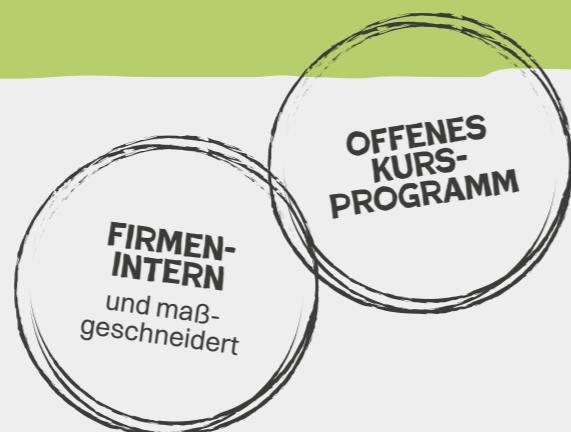 OFFENES
KURS-
PROGRAMM
FIRMEN-
INTERN
und maß-
geschneidert